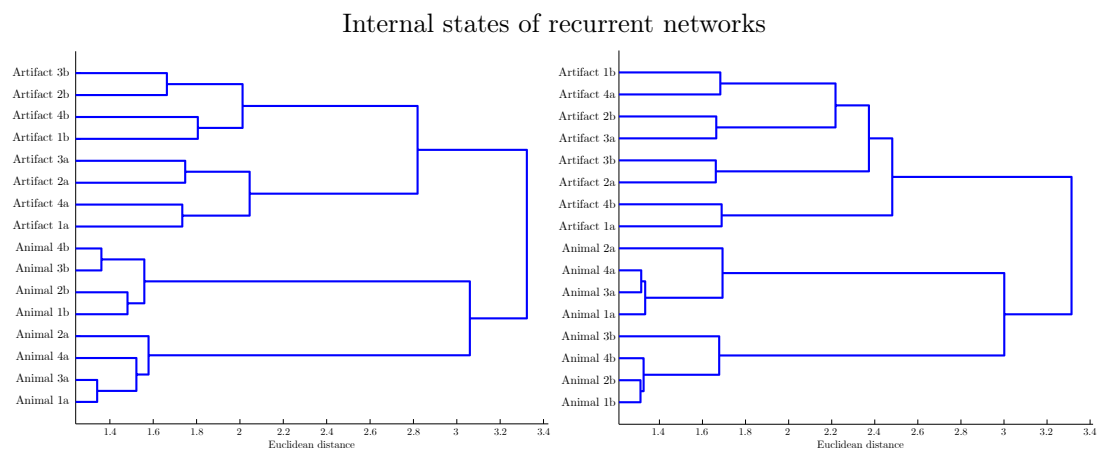 Internal states of recurrent networks
Artifact 3b
Artifact 2b
Artifact 4b
Artifact 1b
Artifact 3a
Artifact 2a
Artifact 4a
Artifact 1a
Animal 4b
Animal 3b
Animal 2b
Animal 1b
Animal 2a
Animal 4a
Animal 3a
Animal 1a
1.4 1.6 1.8 2 2.2 2.4 2.6 2.8 3 3.2 3.4
Euclidean distance
Artifact 1b
Artifact 4a
Artifact 2b
Artifact 3a
Artifact 3b
Artifact 2a
Artifact 4b
Artifact 1a
Animal 2a
Animal 4a
Animal 3a
Animal 1a
Animal 3b
Animal 4b
Animal 2b
Animal 1b
1.4 1.6 1.8 2 2.2 2.4 2.6 2.8 3 3.2 3.4
Euclidean distance